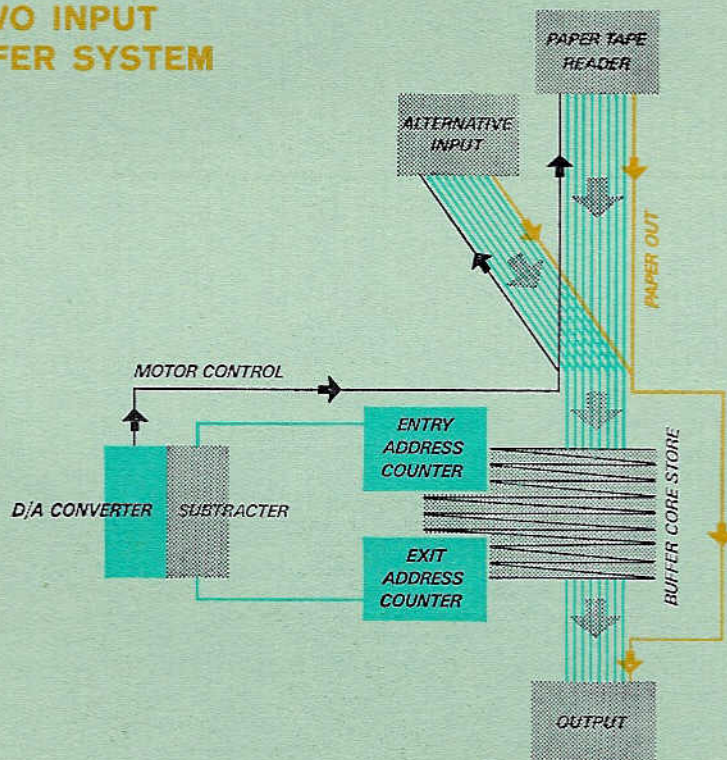 /O INPUT
FER SYSTEM
PAPER TAPE
READER
ALTERNATIVE
INPUT
PAPER OUT
MOTOR CONTROL
ENTRY
ADDRESS
COUNTER
D/A CONVERTER
SUBTRACTER
BUFFER CORE STORE
EXIT
ADDRESS
COUNTER
OUTPUT